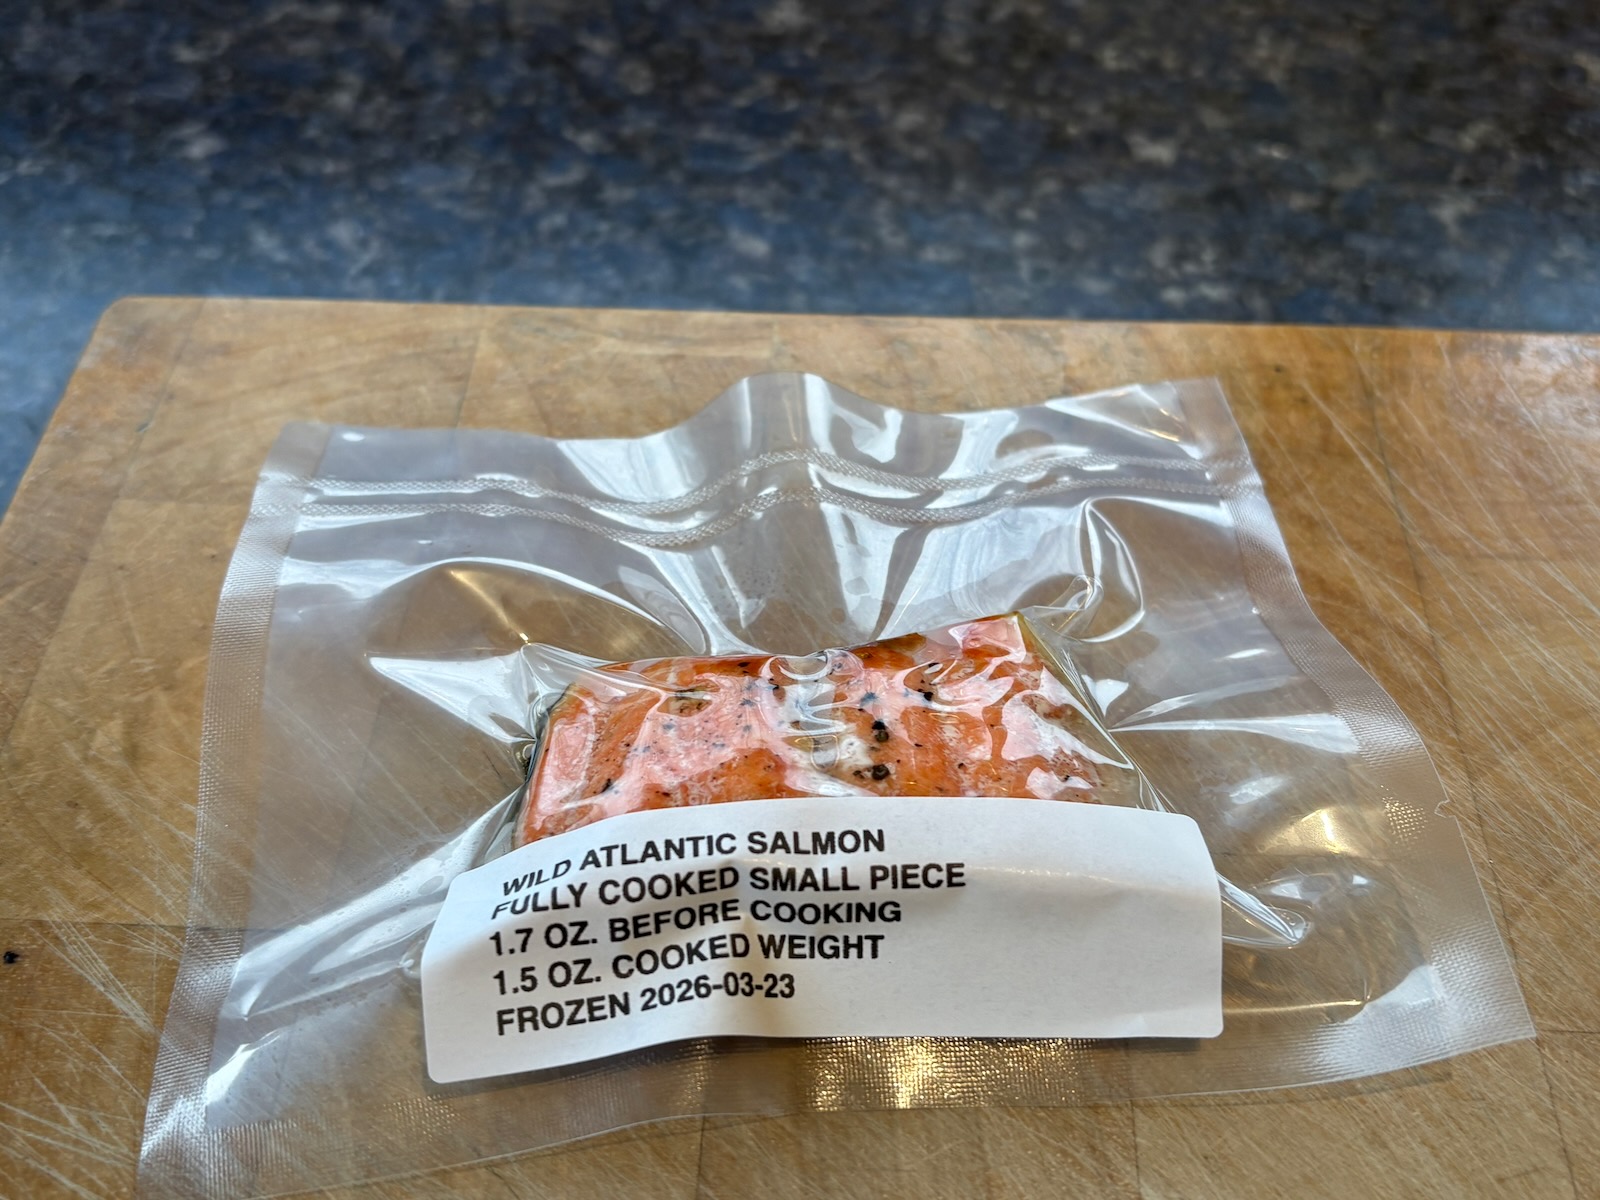 WILD ATLANTIC SALMON
FULLY COOKED SMALL PIECE
1.7 OZ. BEFORE COOKING
1.5 OZ. COOKED WEIGHT
FROZEN 2026-03-23